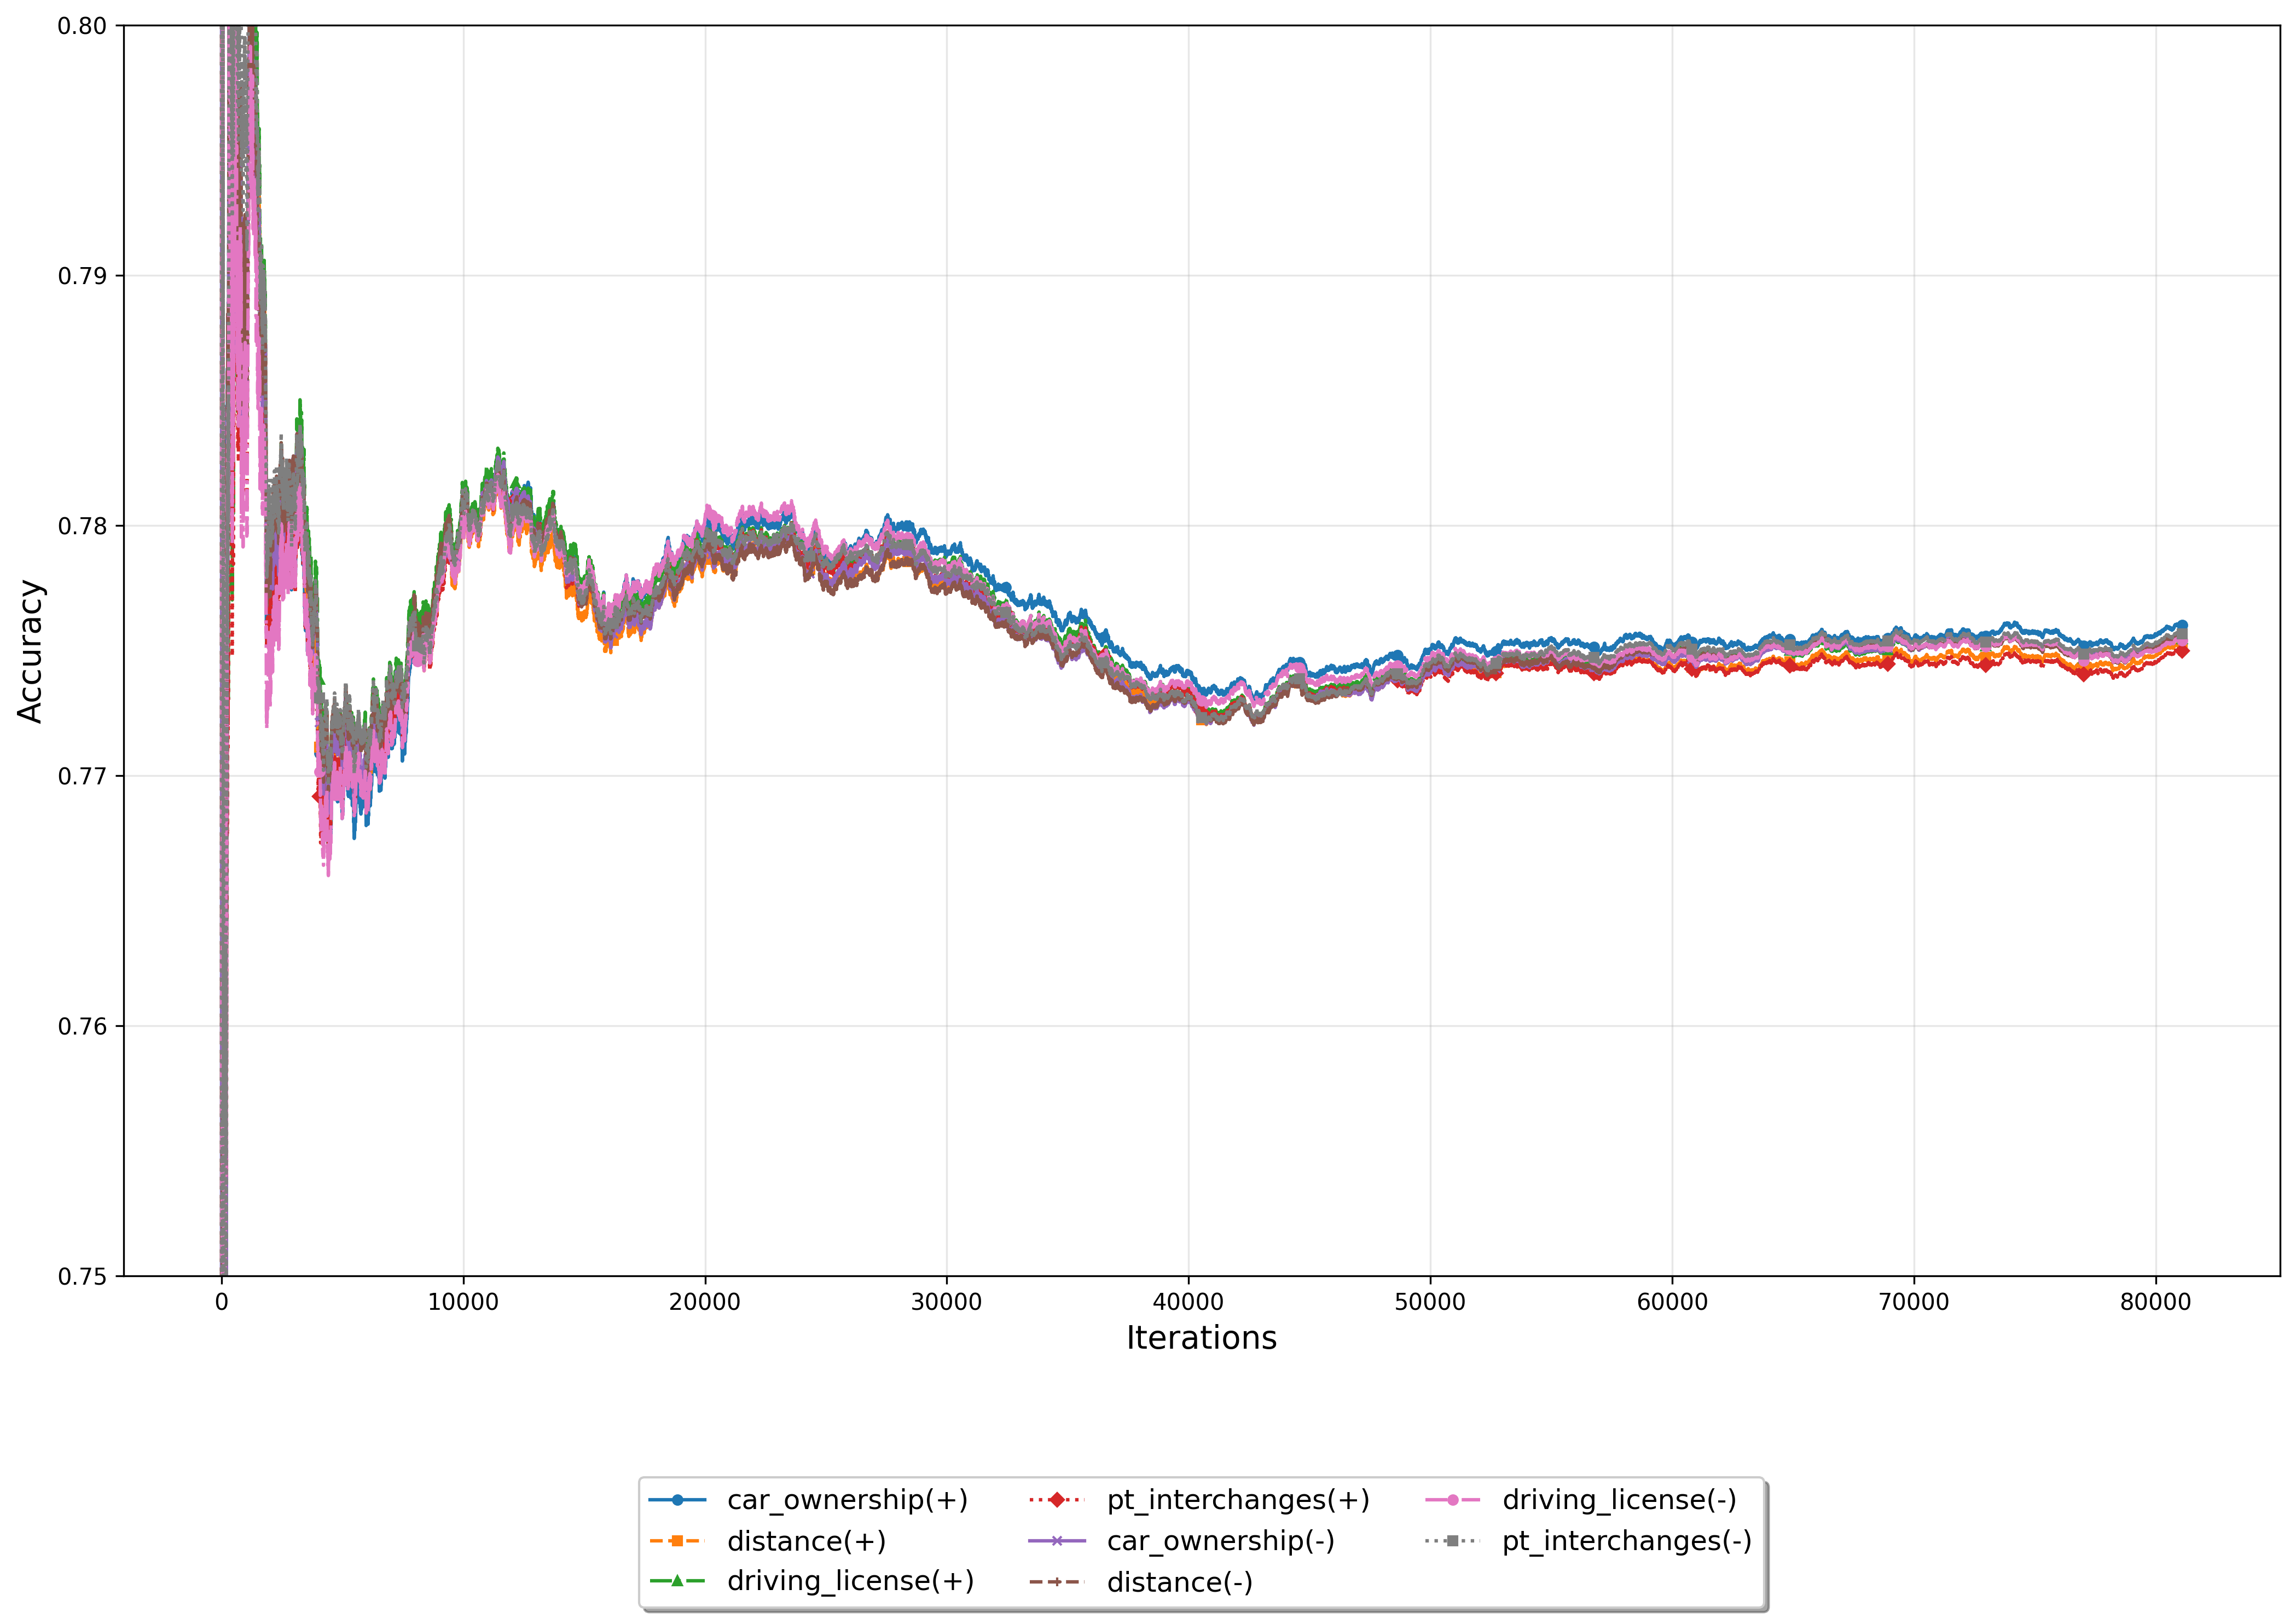 0.80
0.79
0.78
0.77
0.76
0.75
Accuracy
0 10000 20000 30000 40000 50000 60000 70000 80000
Iterations
car_ownership(+)
distance(+)
driving_license(+)
pt_interchanges(+)
car_ownership(-)
distance(-)
driving_license(-)
pt_interchanges(-)